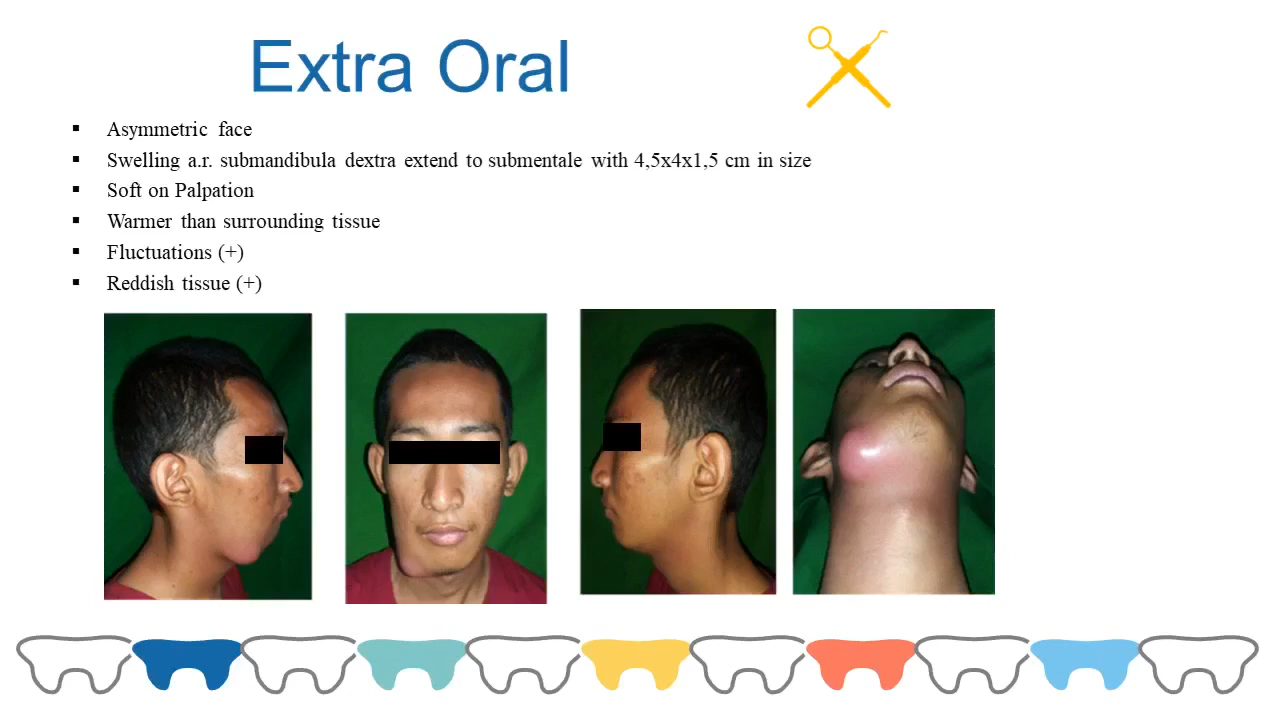 Extra Oral
▪ Asymmetric face
▪ Swelling a.r. submandibula dextra extend to submentale with 4,5x4x1,5 cm in size
▪ Soft on Palpation
▪ Warmer than surrounding tissue
▪ Fluctuations (+)
▪ Reddish tissue (+)